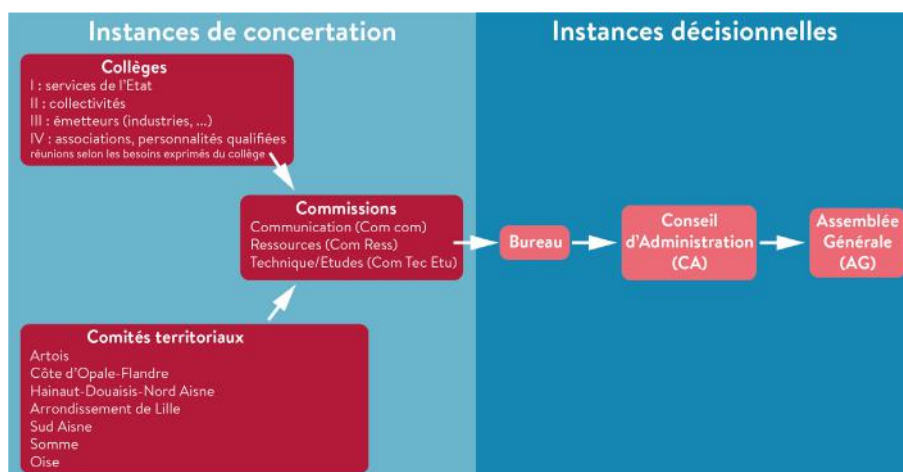 Instances de concertation
Collèges
I : services de l'Etat
II : collectivités
III : émetteurs (industries, ...)
IV : associations, personnalités qualifiées
réunions selon les besoins exprimés du collège
Commissions
Communication (Com com)
Ressources (Com Ress)
Technique/Etudes (Com Tec Etu)
Comités territoriaux
Artois
Côte d'Opale-Flandre
Hainaut-Douaisis-Nord Aisne
Arrondissement de Lille
Sud Aisne
Somme
Oise
Instances décisionnelles
Bureau
Conseil
d'Administration
(CA)
Assemblée
Générale
(AG)